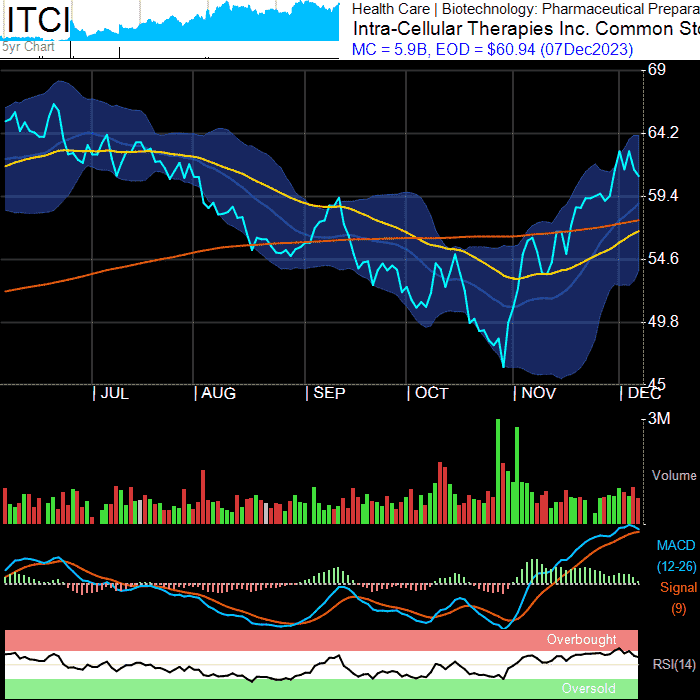 ITCI
5yr Chart
Health Care | Biotechnology: Pharmaceutical Prepara
Intra-Cellular Therapies Inc. Common Sto
MC = 5.9B, EOD = $60.94 (07Dec2023)
69
64.2
59.4
54.6
49.8
45
| JUL | AUG | SEP | OCT | NOV | DEC
3M
Volume
MACD
(12-26)
Signal
(9)
Overbought
RSI(14)
Oversold